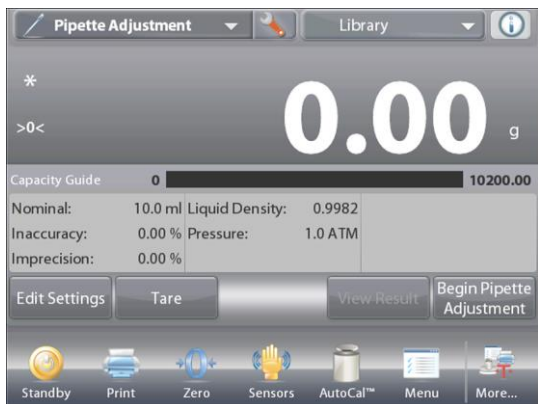 Pipette Adjustment
Library
*
>0<
0.00 g
Capacity Guide 0 10200.00
Nominal: 10.0 ml Liquid Density: 0.9982
Inaccuracy: 0.00 % Pressure: 1.0 ATM
Imprecision: 0.00 %
Edit Settings Tare View Result Begin Pipette
Adjustment
Standby Print Zero Sensors AutoCal™ Menu More...